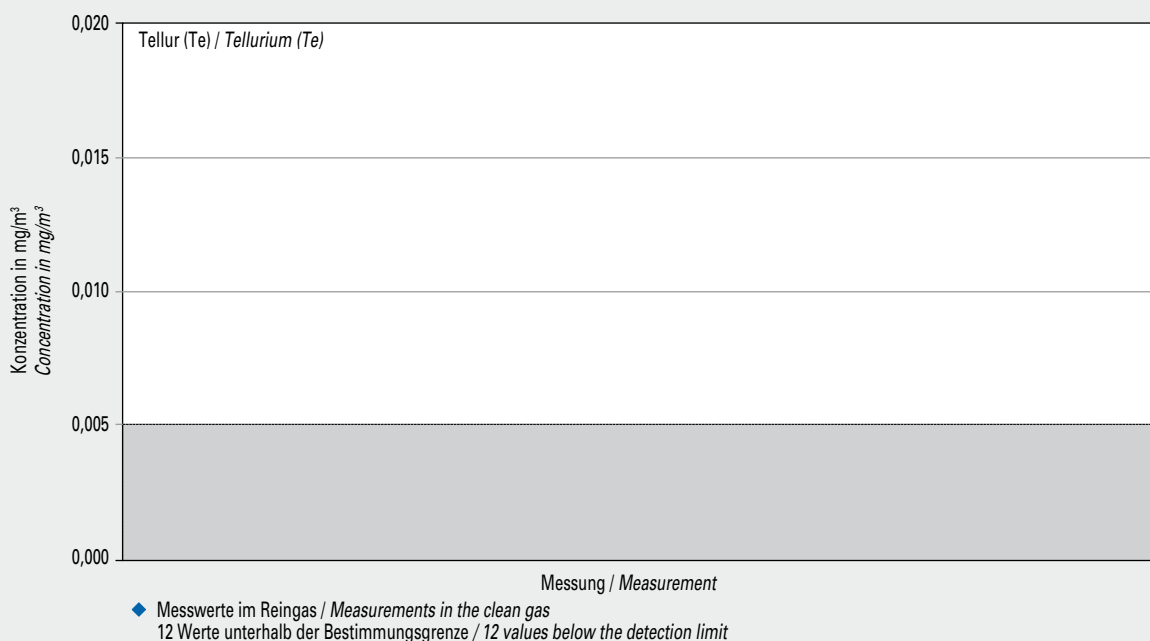 0,020
Tellur (Te) / Tellurium (Te)
0,015
0,010
0,005
0,000
Konzentration in mg/m³
Concentration in mg/m³
Messung / Measurement
Messwerte im Reingas / Measurements in the clean gas
12 Werte unterhalb der Bestimmungsgrenze / 12 values below the detection limit